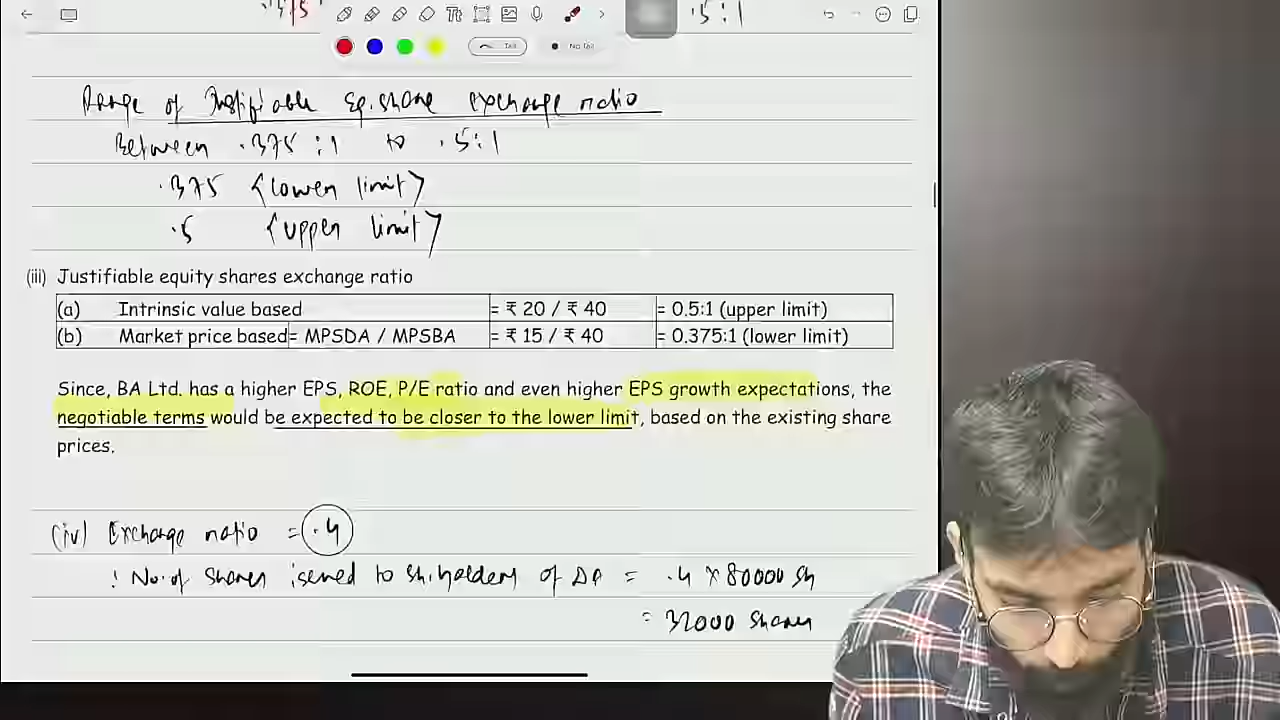 .5:1
Tt
Range of Justifiable Eq. share exchange ratio
Between .375 :1 to .5:1
.375 {lower limit}
.5 {upper limit}
(iii) Justifiable equity shares exchange ratio
(a) Intrinsic value based = ₹ 20 / ₹ 40 = 0.5:1 (upper limit)
(b) Market price based = MPSDA / MPSBA = ₹ 15 / ₹ 40 = 0.375:1 (lower limit)
Since, BA Ltd. has a higher EPS, ROE, P/E ratio and even higher EPS growth expectations, the
negotiable terms would be expected to be closer to the lower limit, based on the existing share
prices.
(iv) Exchange ratio = .4
: No. of shares issued to sh.holders of DA = .4 × 80000 sh
= 32000 shares